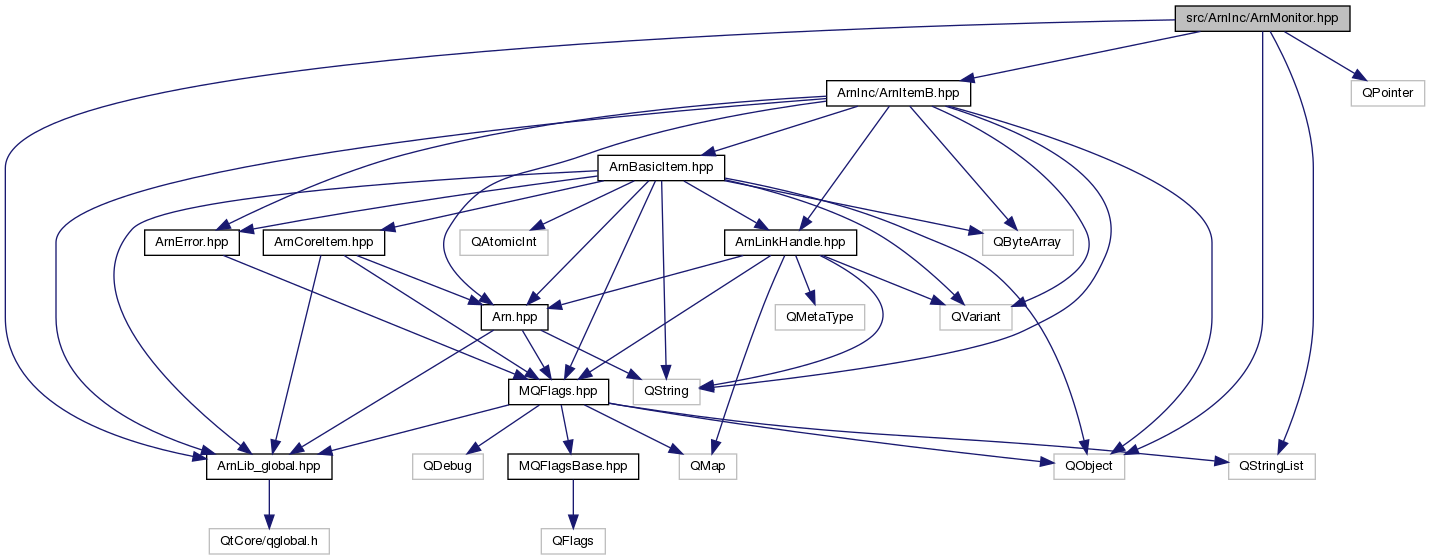 src/ArnInc/ArnMonitor.hpp
ArnInc/ArnItemB.hpp
QPointer
ArnBasicItem.hpp
ArnError.hpp
ArnCoreItem.hpp
QAtomicInt
ArnLinkHandle.hpp
QByteArray
Arn.hpp
QMetaType
QVariant
MQFlags.hpp
QString
ArnLib_global.hpp
QDebug
MQFlagsBase.hpp
QMap
QObject
QStringList
QtCore/qglobal.h
QFlags